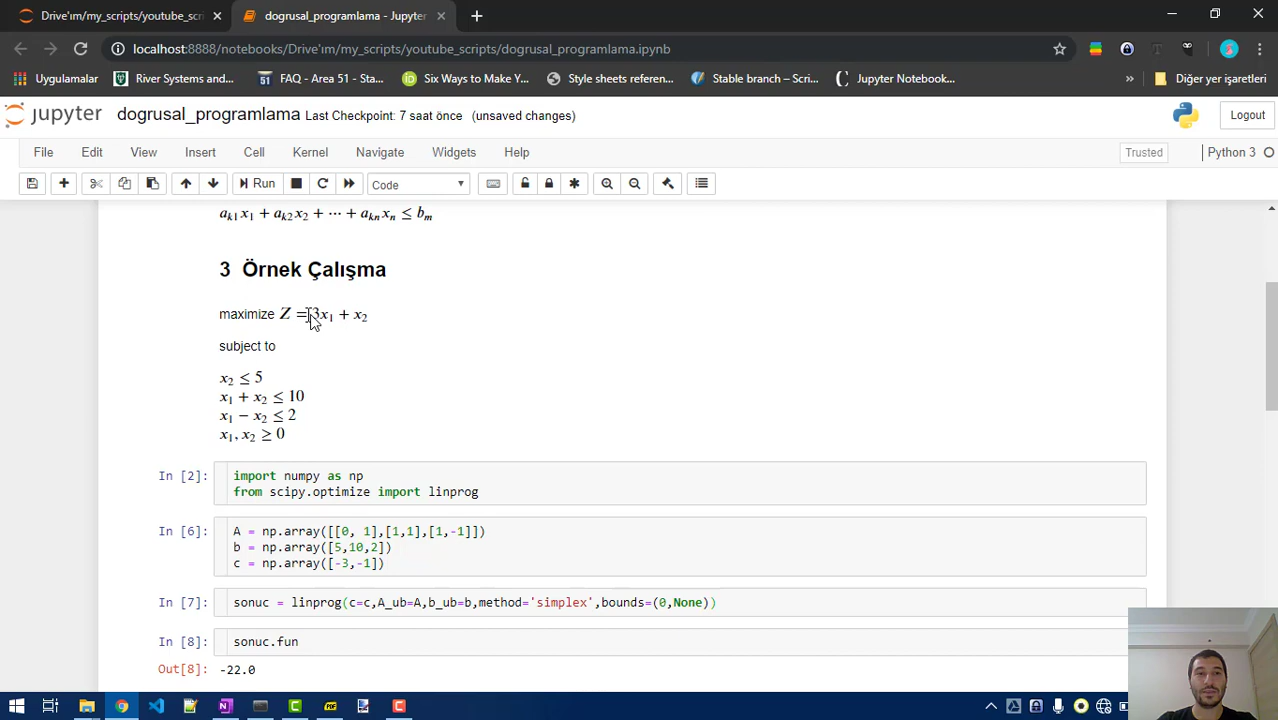 Drive'ım/my_scripts/youtube_scri
dogrusal_programlama - Jupyter
localhost:8888/notebooks/Drive'ım/my_scripts/youtube_scripts/dogrusal_programlama.ipynb
Uygulamalar
River Systems and...
51
FAQ - Area 51 - Sta...
Six Ways to Make Y...
Style sheets referen...
Stable branch – Scri...
Jupyter Notebook...
»
Diğer yer işaretleri
jupyter
dogrusal_programlama Last Checkpoint: 7 saat önce (unsaved changes)
Logout
File Edit View Insert Cell Kernel Navigate Widgets Help
Trusted
Python 3
Run
Code
a_{k1}x_1 + a_{k2}x_2 + ⋯ + a_{kn}x_n ≤ b_m
3 Örnek Çalışma
maximize Z = 3x_1 + x_2
subject to
x_2 ≤ 5
x_1 + x_2 ≤ 10
x_1 − x_2 ≤ 2
x_1, x_2 ≥ 0
In [2]:
import numpy as np
from scipy.optimize import linprog
In [6]:
A = np.array([[0, 1],[1,1],[1,-1]])
b = np.array([5,10,2])
c = np.array([-3,-1])
In [7]:
sonuc = linprog(c=c,A_ub=A,b_ub=b,method='simplex',bounds=(0,None))
In [8]:
sonuc.fun
Out[8]:
-22.0